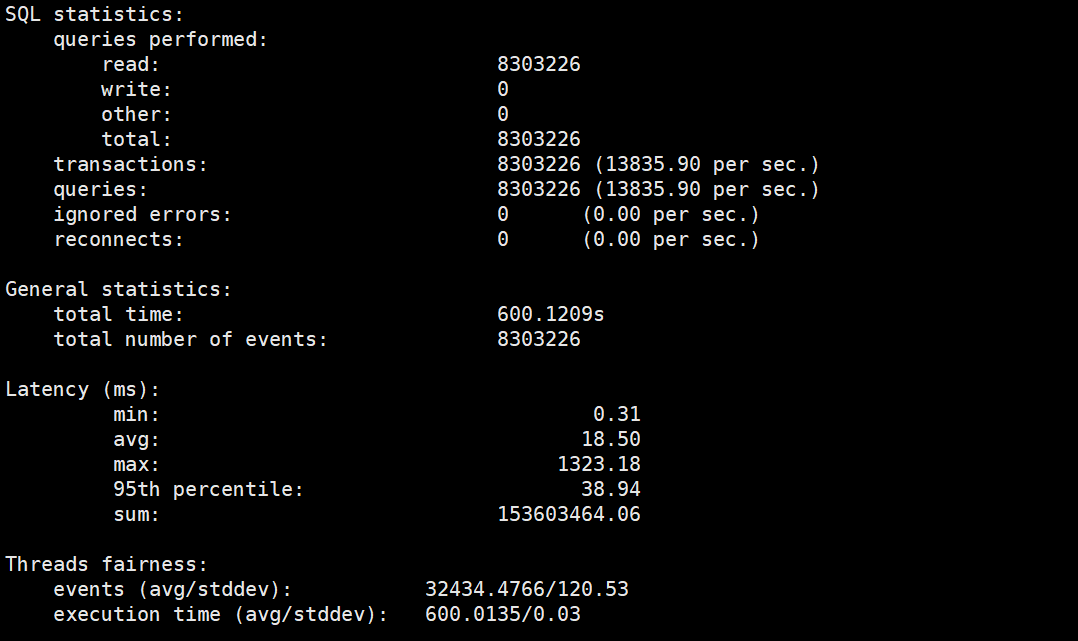 SQL statistics:
    queries performed:
        read:                            8303226
        write:                           0
        other:                           0
        total:                           8303226
    transactions:                        8303226 (13835.90 per sec.)
    queries:                             8303226 (13835.90 per sec.)
    ignored errors:                      0      (0.00 per sec.)
    reconnects:                          0      (0.00 per sec.)

General statistics:
    total time:                          600.1209s
    total number of events:              8303226

Latency (ms):
         min:                                    0.31
         avg:                                   18.50
         max:                                 1323.18
         95th percentile:                       38.94
         sum:                            153603464.06

Threads fairness:
    events (avg/stddev):           32434.4766/120.53
    execution time (avg/stddev):   600.0135/0.03